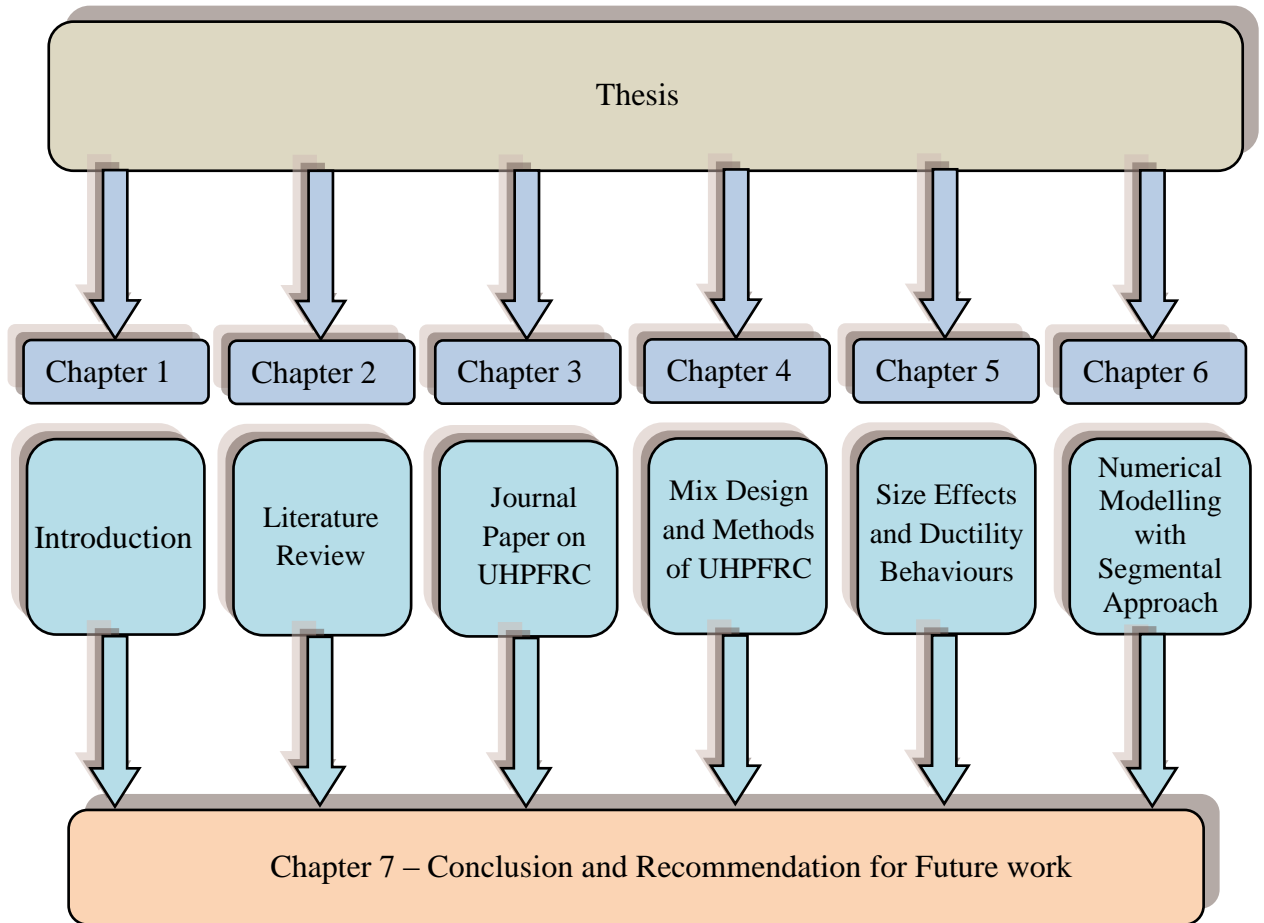 Thesis
Chapter 1
Chapter 2
Chapter 3
Chapter 4
Chapter 5
Chapter 6
Introduction
Literature
Review
Journal
Paper on
UHPFRC
Mix Design
and Methods
of UHPFRC
Size Effects
and Ductility
Behaviours
Numerical
Modelling
with
Segmental
Approach
Chapter 7 – Conclusion and Recommendation for Future work